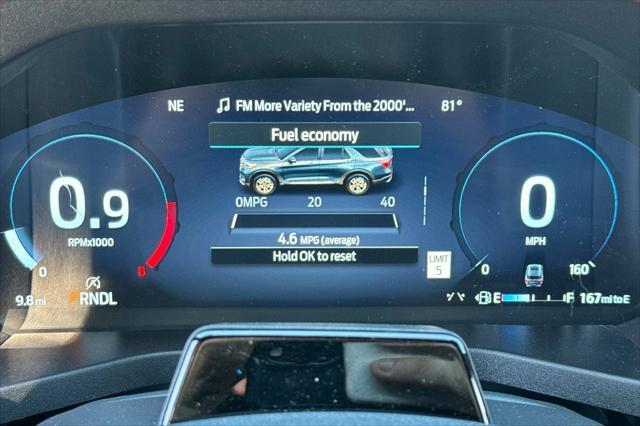 NE FM More Variety From the 2000'... 81°
Fuel economy
0MPG 20 40
4.6 MPG (average)
Hold OK to reset
0.9
RPMx1000
0 8
9.8 mi PRNDL
0
MPH
LIMIT
5
0 160
E F 167 mi to E